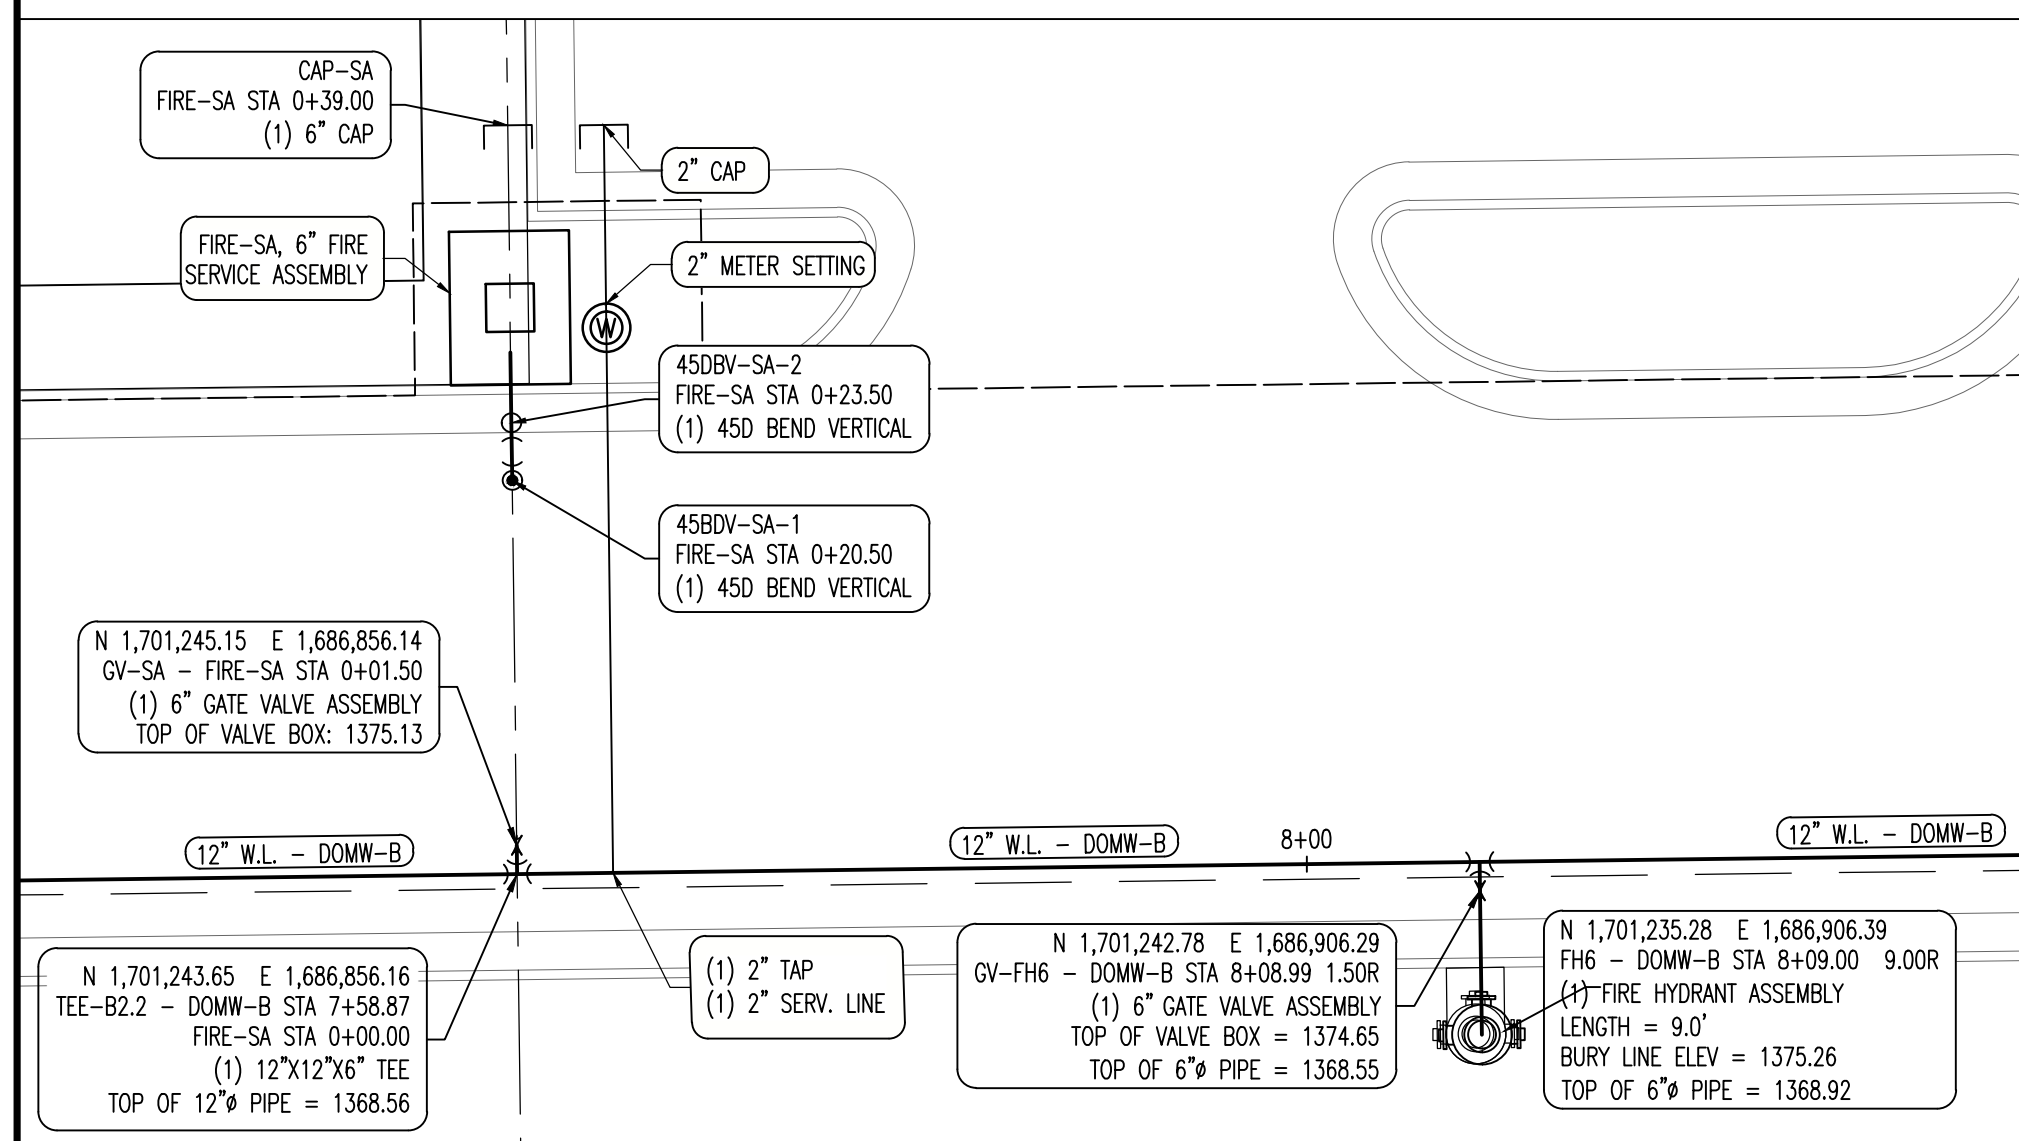 CAP-SA
FIRE-SA STA 0+39.00
(1) 6" CAP
2" CAP
FIRE-SA, 6" FIRE
SERVICE ASSEMBLY
2" METER SETTING
W
45DBV-SA-2
FIRE-SA STA 0+23.50
(1) 45D BEND VERTICAL
45BDV-SA-1
FIRE-SA STA 0+20.50
(1) 45D BEND VERTICAL
N 1,701,245.15 E 1,686,856.14
GV-SA - FIRE-SA STA 0+01.50
(1) 6" GATE VALVE ASSEMBLY
TOP OF VALVE BOX: 1375.13
12" W.L. - DOMW-B
12" W.L. - DOMW-B
8+00
12" W.L. - DOMW-B
N 1,701,243.65 E 1,686,856.16
TEE-B2.2 - DOMW-B STA 7+58.87
FIRE-SA STA 0+00.00
(1) 12"X12"X6" TEE
TOP OF 12"ø PIPE = 1368.56
(1) 2" TAP
(1) 2" SERV. LINE
N 1,701,242.78 E 1,686,906.29
GV-FH6 - DOMW-B STA 8+08.99 1.50R
(1) 6" GATE VALVE ASSEMBLY
TOP OF VALVE BOX = 1374.65
TOP OF 6"ø PIPE = 1368.55
N 1,701,235.28 E 1,686,906.39
FH6 - DOMW-B STA 8+09.00 9.00R
(1) FIRE HYDRANT ASSEMBLY
LENGTH = 9.0'
BURY LINE ELEV = 1375.26
TOP OF 6"ø PIPE = 1368.92